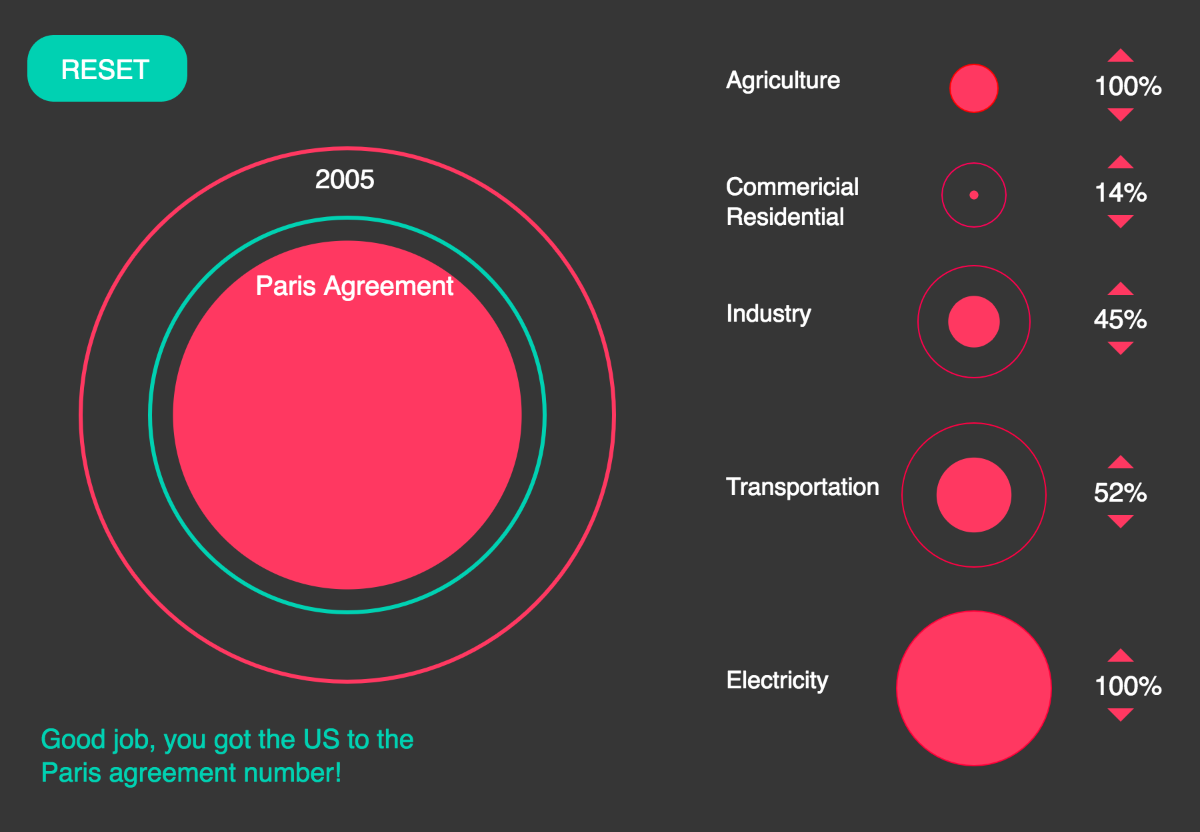 RESET
2005
Paris Agreement
Good job, you got the US to the
Paris agreement number!
Agriculture
100%
Commericial
Residential
14%
Industry
45%
Transportation
52%
Electricity
100%